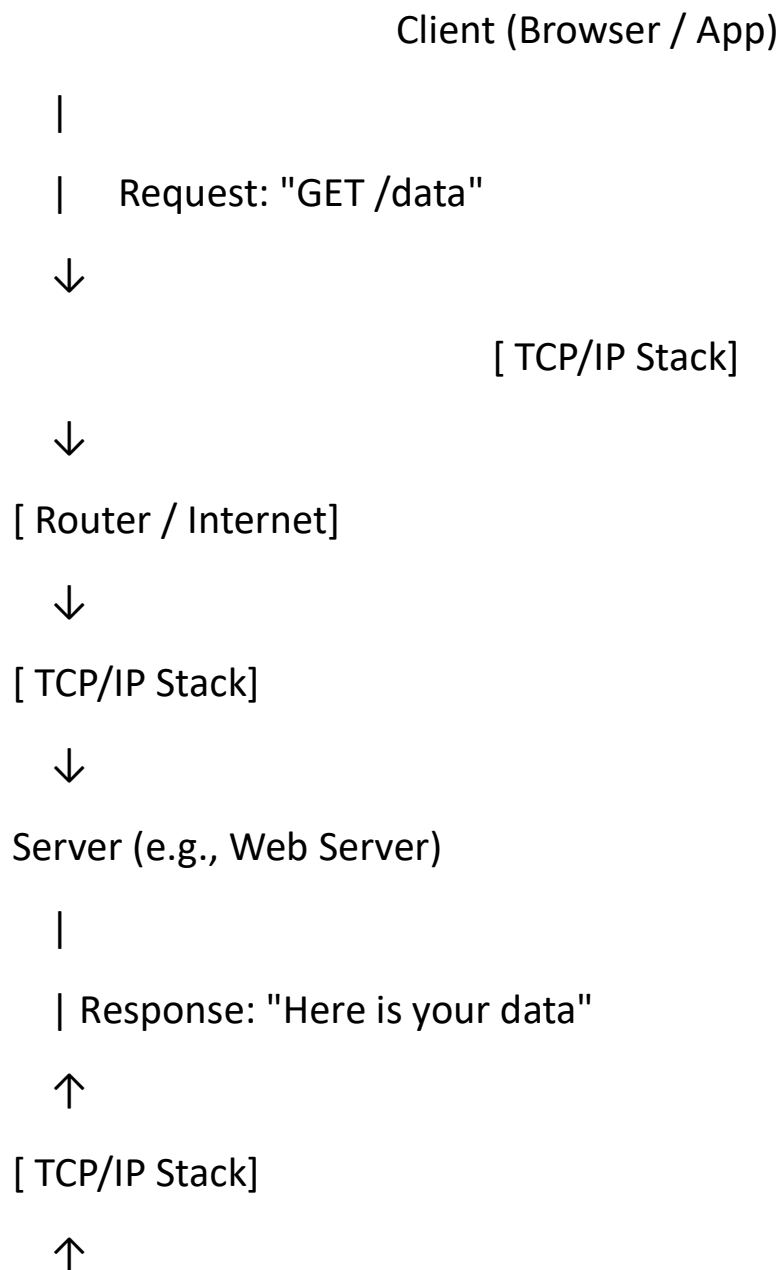 Client (Browser / App)
|
| Request: "GET /data"
↓
[ TCP/IP Stack]
↓
[ Router / Internet]
↓
[ TCP/IP Stack]
↓
Server (e.g., Web Server)
|
| Response: "Here is your data"
↑
[ TCP/IP Stack]
↑